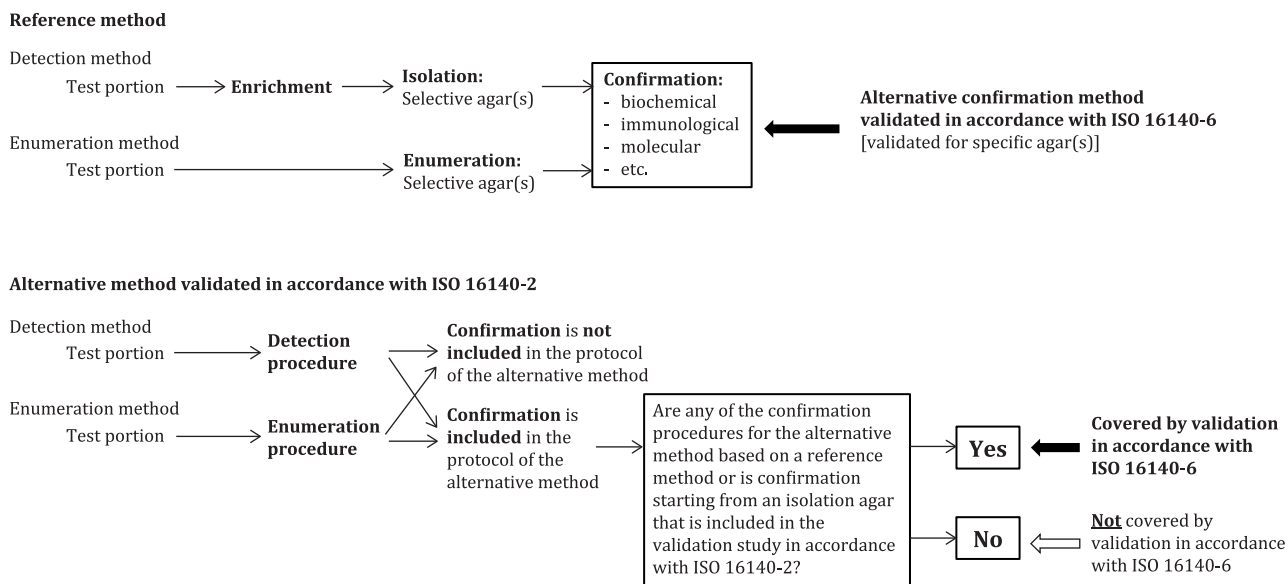 Reference method
Detection method
Test portion
Enrichment
Isolation:
Selective agar(s)
Confirmation:
- biochemical
- immunological
- molecular
- etc.
Alternative confirmation method
validated in accordance with ISO 16140-6
[validated for specific agar(s)]
Enumeration method
Test portion
Enumeration:
Selective agar(s)
Alternative method validated in accordance with ISO 16140-2
Detection method
Test portion
Detection
procedure
Confirmation is not
included in the protocol
of the alternative method
Enumeration method
Test portion
Enumeration
procedure
Confirmation is
included in the
protocol of the
alternative method
Are any of the confirmation
procedures for the alternative
method based on a reference
method or is confirmation
starting from an isolation agar
that is included in the
validation study in accordance
with ISO 16140-2?
Yes
Covered by validation
in accordance with
ISO 16140-6
No
Not covered by
validation in accordance
with ISO 16140-6